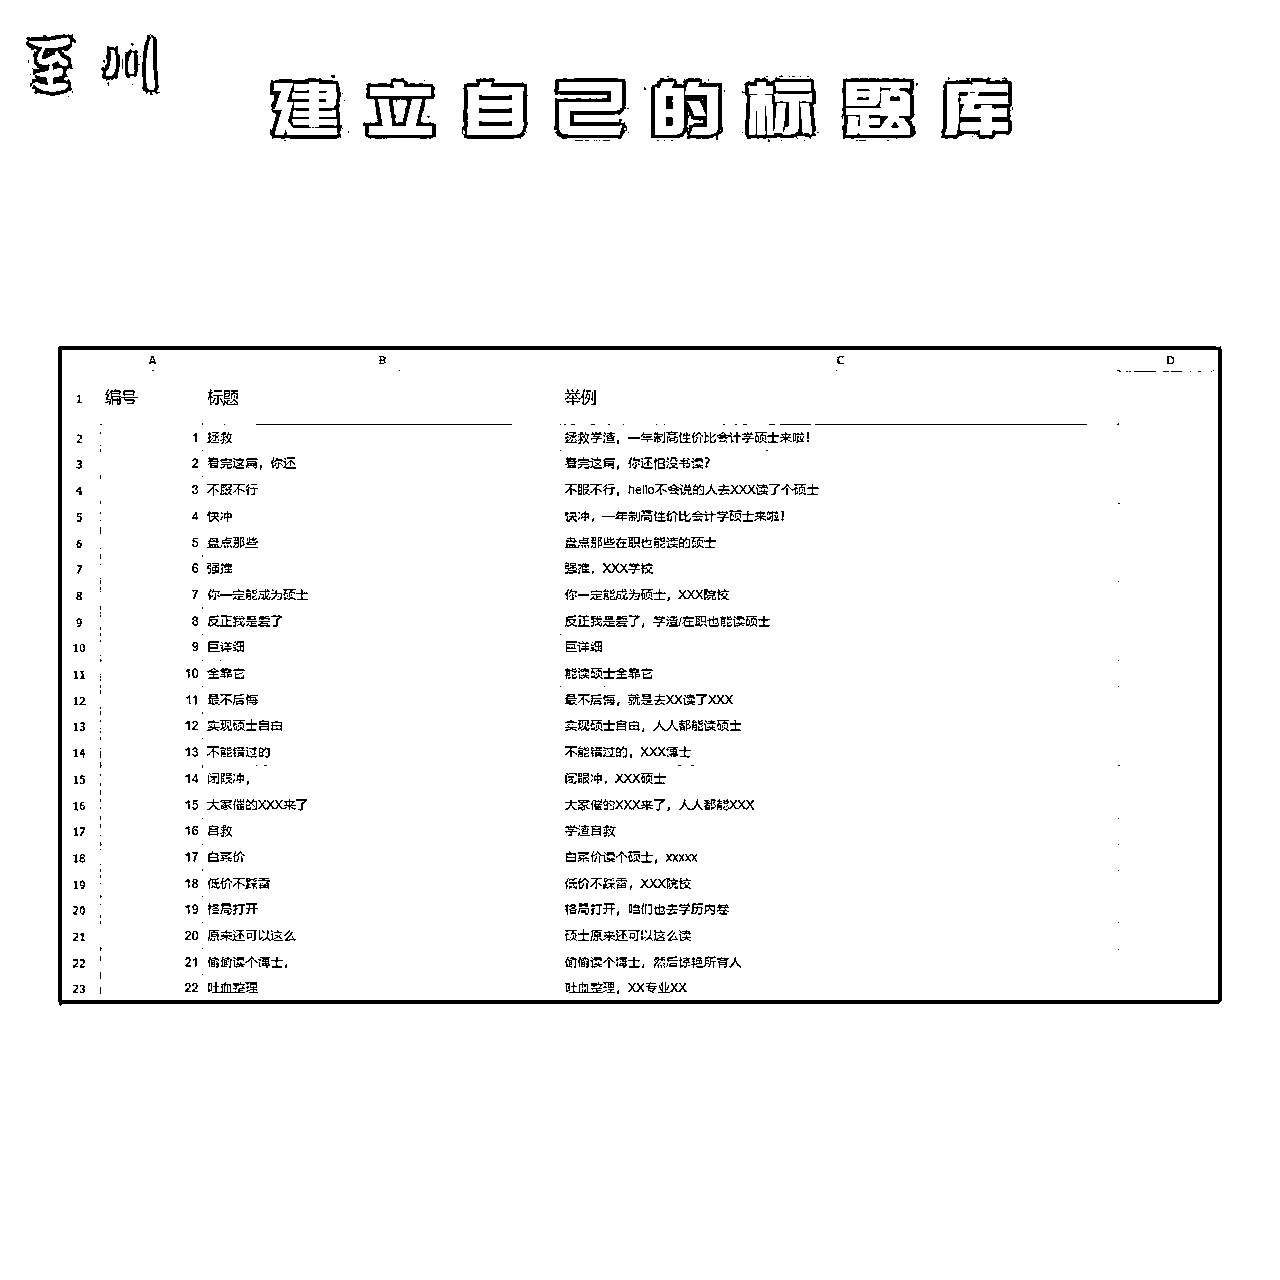 至 川
建立自己的标题库
A B C D
1 编号 标题 举例
2 1 拯救 拯救学渣，一年制高性价比会计学硕士来啦！
3 2 看完这篇，你还 看完这篇，你还怕没书读？
4 3 不服不行 不服不行，hello不会说的人去XXX读了个硕士
5 4 快冲 快冲，一年制高性价比会计学硕士来啦！
6 5 盘点那些 盘点那些在职也能读的硕士
7 6 强推 强推，XXX学校
8 7 你一定能成为硕士 你一定能成为硕士，XXX院校
9 8 反正我是爱了 反正我是爱了，学渣/在职也能读硕士
10 9 巨详细 巨详细
11 10 全靠它 能读硕士全靠它
12 11 最不后悔 最不后悔，就是去XX读了XXX
13 12 实现硕士自由 实现硕士自由，人人都能读硕士
14 13 不能错过的 不能错过的，XXX博士
15 14 闭眼冲， 闭眼冲，XXX硕士
16 15 大家催的XXX来了 大家催的XXX来了，人人都能XXX
17 16 自救 学渣自救
18 17 白菜价 白菜价读个硕士，xxxxx
19 18 低价不踩雷 低价不踩雷，XXX院校
20 19 格局打开 格局打开，咱们也去学历内卷
21 20 原来还可以这么 硕士原来还可以这么读
22 21 偷偷读个博士， 偷偷读个博士，然后惊艳所有人
23 22 吐血整理 吐血整理，XX专业XX